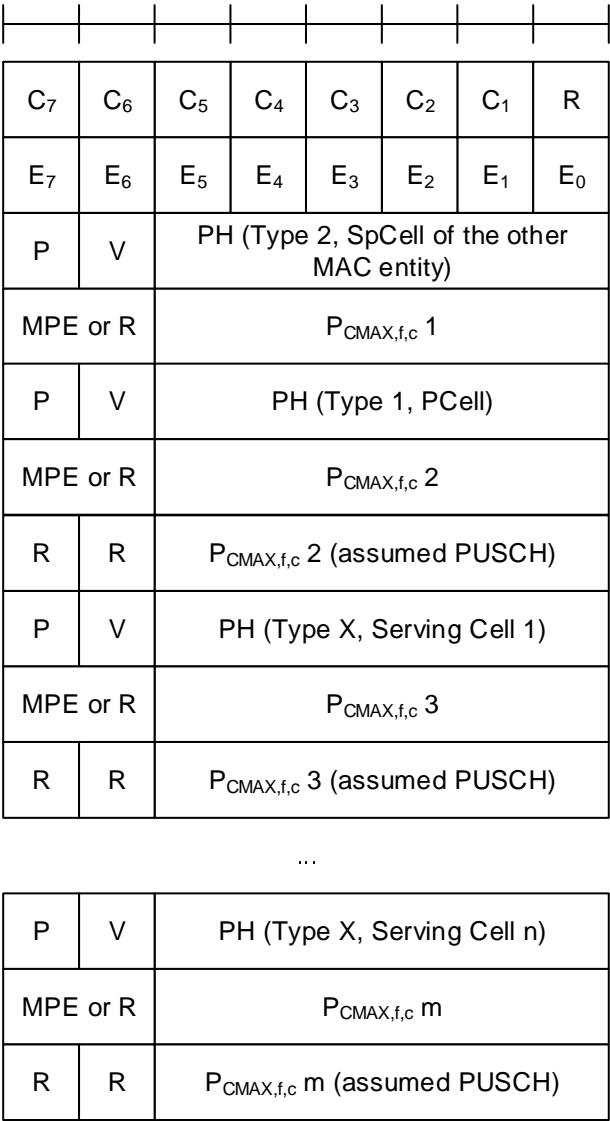 C7 C6 C5 C4 C3 C2 C1 R
E7 E6 E5 E4 E3 E2 E1 E0
P V PH (Type 2, SpCell of the other
MAC entity)
MPE or R PCMAX,f,c 1
P V PH (Type 1, PCell)
MPE or R PCMAX,f,c 2
R R PCMAX,f,c 2 (assumed PUSCH)
P V PH (Type X, Serving Cell 1)
MPE or R PCMAX,f,c 3
R R PCMAX,f,c 3 (assumed PUSCH)
...
P V PH (Type X, Serving Cell n)
MPE or R PCMAX,f,c m
R R PCMAX,f,c m (assumed PUSCH)